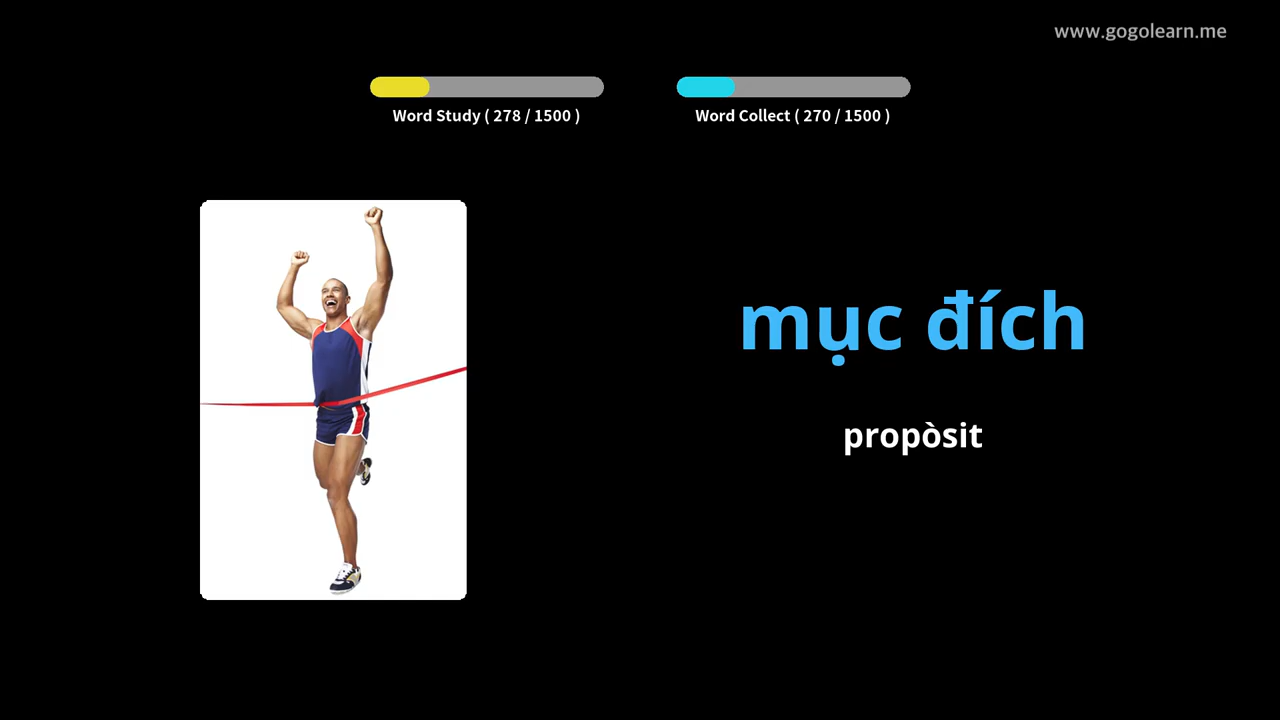 www.gogolearn.me
Word Study ( 278 / 1500 )
Word Collect ( 270 / 1500 )
mục đích
propòsit